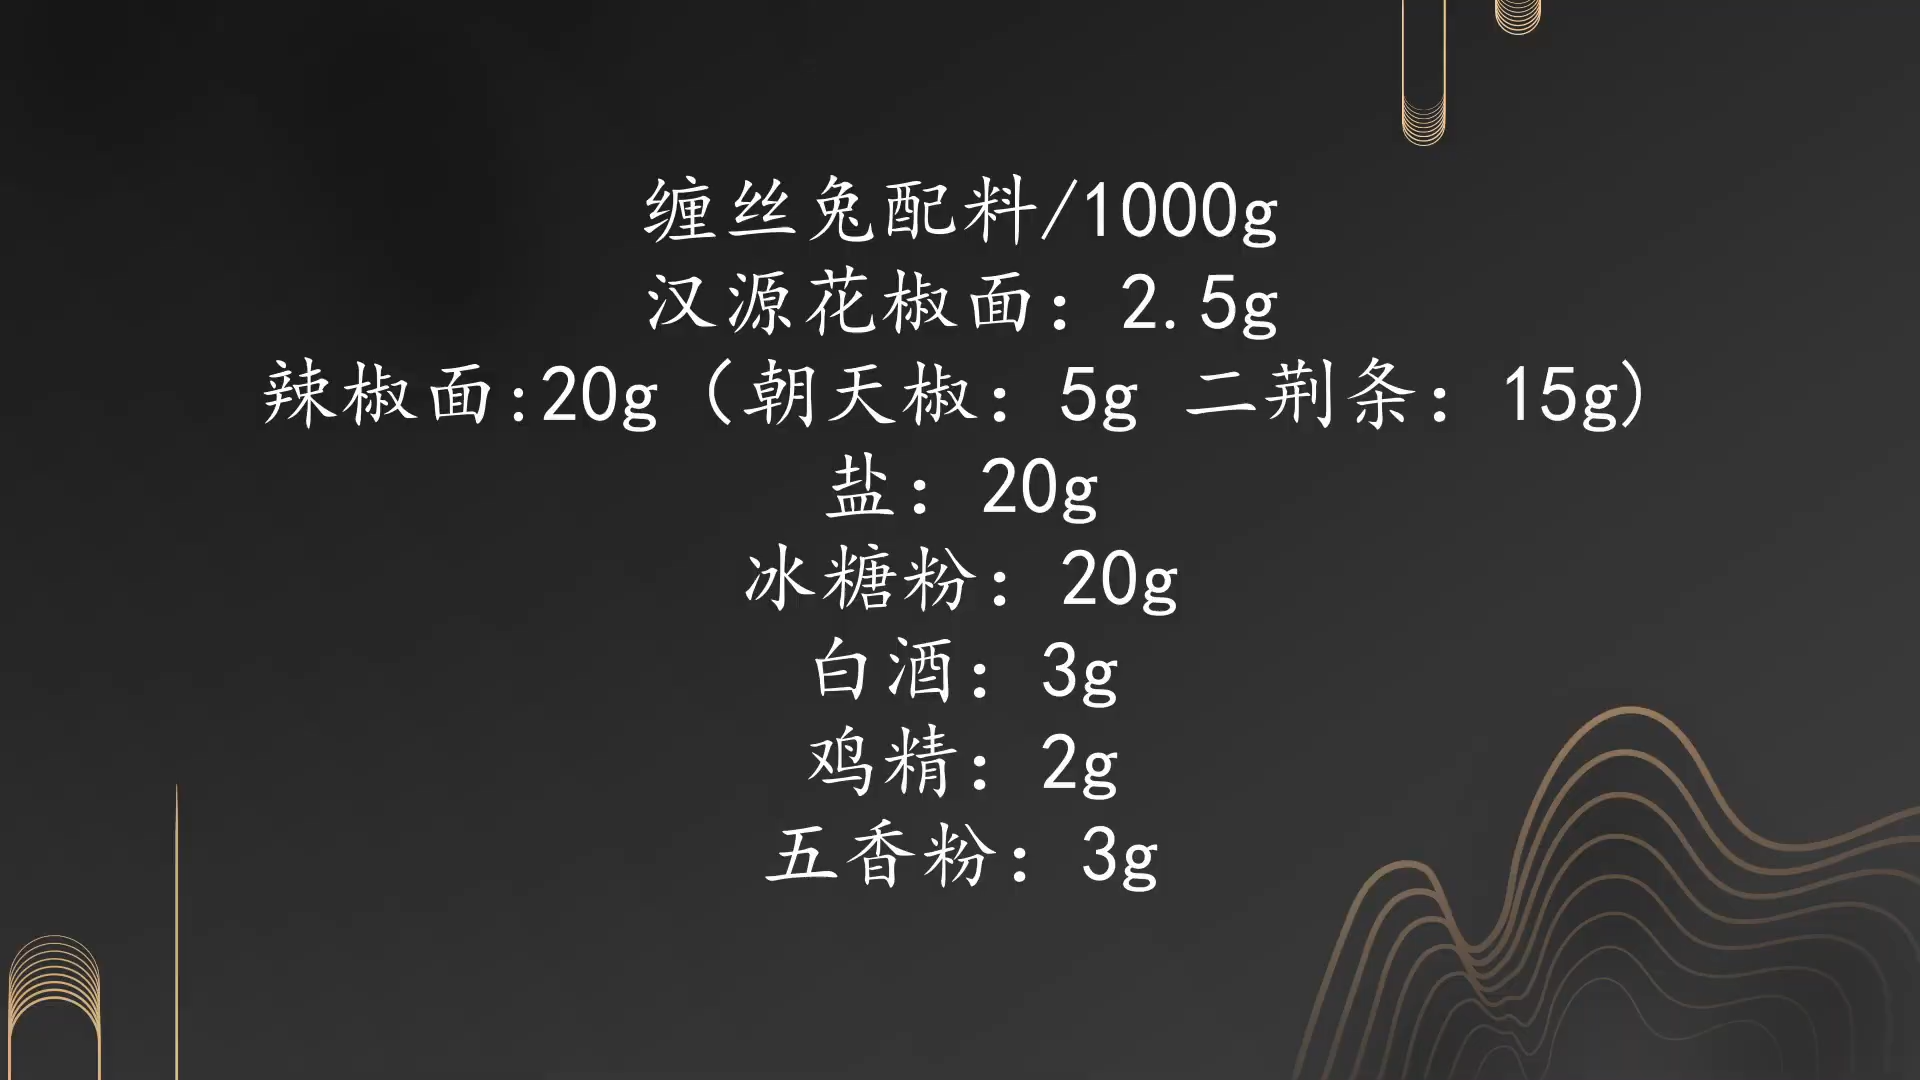 缠丝兔配料/1000g
汉源花椒面：2.5g
辣椒面:20g（朝天椒：5g 二荆条：15g）
盐：20g
冰糖粉：20g
白酒：3g
鸡精：2g
五香粉：3g